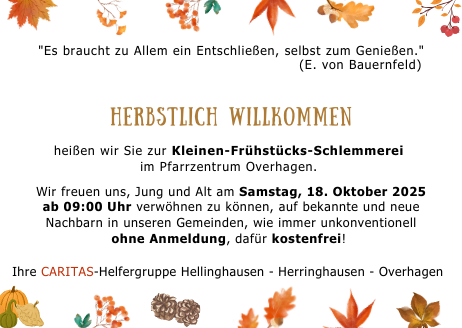 "Es braucht zu Allem ein Entschließen, selbst zum Genießen."
(E. von Bauernfeld)
HERBSTLICH WILLKOMMEN
heißen wir Sie zur Kleinen-Frühstücks-Schlemmerei
im Pfarrzentrum Overhagen.
Wir freuen uns, Jung und Alt am Samstag, 18. Oktober 2025
ab 09:00 Uhr verwöhnen zu können, auf bekannte und neue
Nachbarn in unseren Gemeinden, wie immer unkonventionell
ohne Anmeldung, dafür kostenfrei!
Ihre CARITAS-Helfergruppe Hellinghausen - Herringhausen - Overhagen